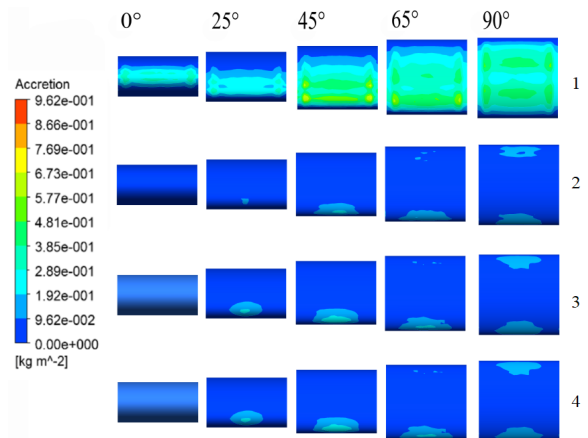 0° 25° 45° 65° 90°
Accretion
9.62e-001
8.66e-001
7.69e-001
6.73e-001
5.77e-001
4.81e-001
3.85e-001
2.89e-001
1.92e-001
9.62e-002
0.00e+000
[kg m^-2]
1
2
3
4